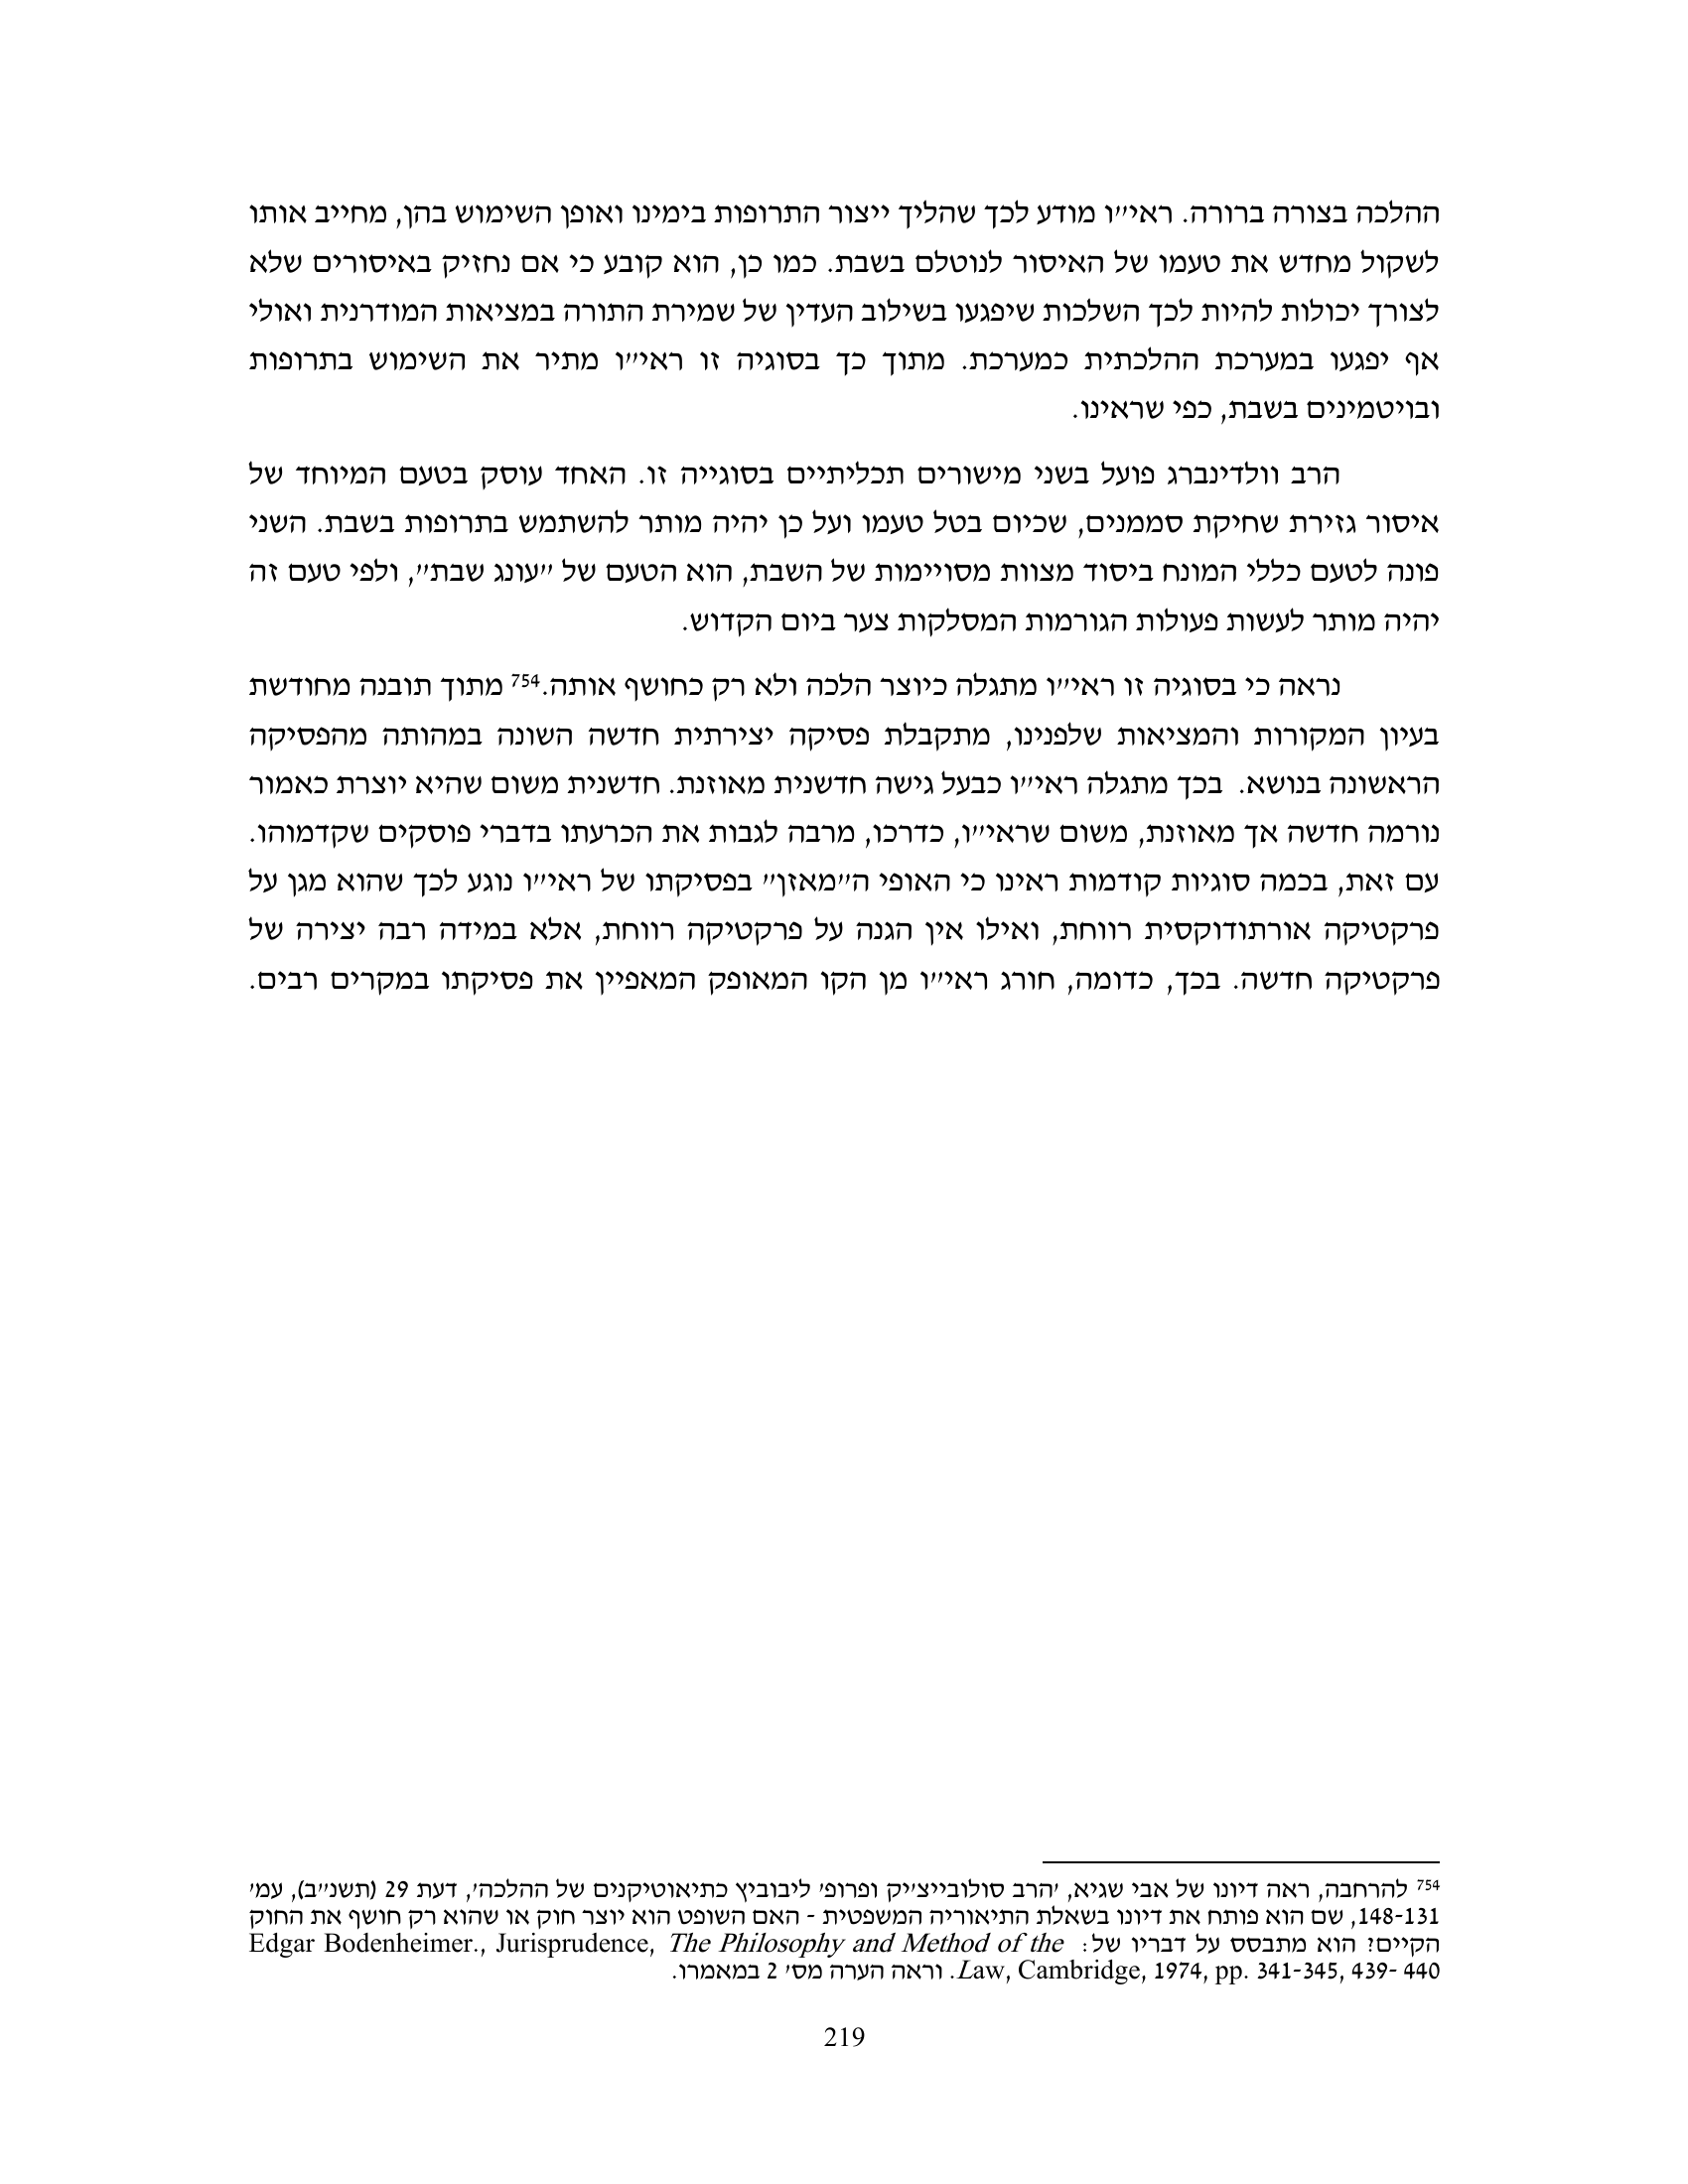 ההלכה בצורה ברורה. ראי״ו מודע לכך שהליך ייצור התרופות בימינו ואופן השימוש בהן, מחייב אותו
לשקול מחדש את טעמו של האיסור לנוטלם בשבת. כמו כן, הוא קובע כי אם נחזיק באיסורים שלא
לצורך יכולות להיות לכך השלכות שיפגעו בשילוב העדין של שמירת התורה במציאות המודרנית ואולי
אף יפגעו במערכת ההלכתית כמערכת. מתוך כך בסוגיה זו ראי״ו מתיר את השימוש בתרופות
ובויטמינים בשבת, כפי שראינו.
הרב וולדינברג פועל בשני מישורים תכליתיים בסוגייה זו. האחד עוסק בטעם המיוחד של
איסור גזירת שחיקת סממנים, שכיום בטל טעמו ועל כן יהיה מותר להשתמש בתרופות בשבת. השני
פונה לטעם כללי המונח ביסוד מצוות מסויימות של השבת, הוא הטעם של ״עונג שבת״, ולפי טעם זה
יהיה מותר לעשות פעולות הגורמות המסלקות צער ביום הקדוש.
נראה כי בסוגיה זו ראי״ו מתגלה כיוצר הלכה ולא רק כחושף אותה.754 מתוך תובנה מחודשת
בעיון המקורות והמציאות שלפנינו, מתקבלת פסיקה יצירתית חדשה השונה במהותה מהפסיקה
הראשונה בנושא. בכך מתגלה ראי״ו כבעל גישה חדשנית מאוזנת. חדשנית משום שהיא יוצרת כאמור
נורמה חדשה אך מאוזנת, משום שראי״ו, כדרכו, מרבה לגבות את הכרעתו בדברי פוסקים שקדמוהו.
עם זאת, בכמה סוגיות קודמות ראינו כי האופי ה״מאזן״ בפסיקתו של ראי״ו נוגע לכך שהוא מגן על
פרקטיקה אורתודוקסית רווחת, ואילו אין הגנה על פרקטיקה רווחת, אלא במידה רבה יצירה של
פרקטיקה חדשה. בכך, כדומה, חורג ראי״ו מן הקו המאופק המאפיין את פסיקתו במקרים רבים.
754 להרחבה, ראה דיונו של אבי שגיא, ׳הרב סולובייצ׳יק ופרופ׳ ליבוביץ כתיאוטיקנים של ההלכה׳, דעת 29 (תשנ״ב), עמ׳
148-131, שם הוא פותח את דיונו בשאלת התיאוריה המשפטית - האם השופט הוא יוצר חוק או שהוא רק חושף את החוק
הקיים? הוא מתבסס על דבריו של: Edgar Bodenheimer., Jurisprudence, The Philosophy and Method of the
Law, Cambridge, 1974, pp. 341-345, 439- 440. וראה הערה מס׳ 2 במאמרו.
219